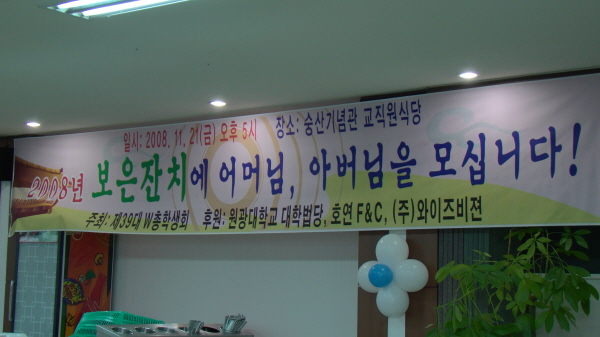 일시: 2008. 11. 21(금) 오후 5시 장소: 숭산기념관 교직원식당
2008년 보은잔치에 어머님, 아버님을 모십니다!
주최: 제39대 W총학생회 후원: 원광대학교 대학법당, 호연 F&C, (주)와이즈비젼